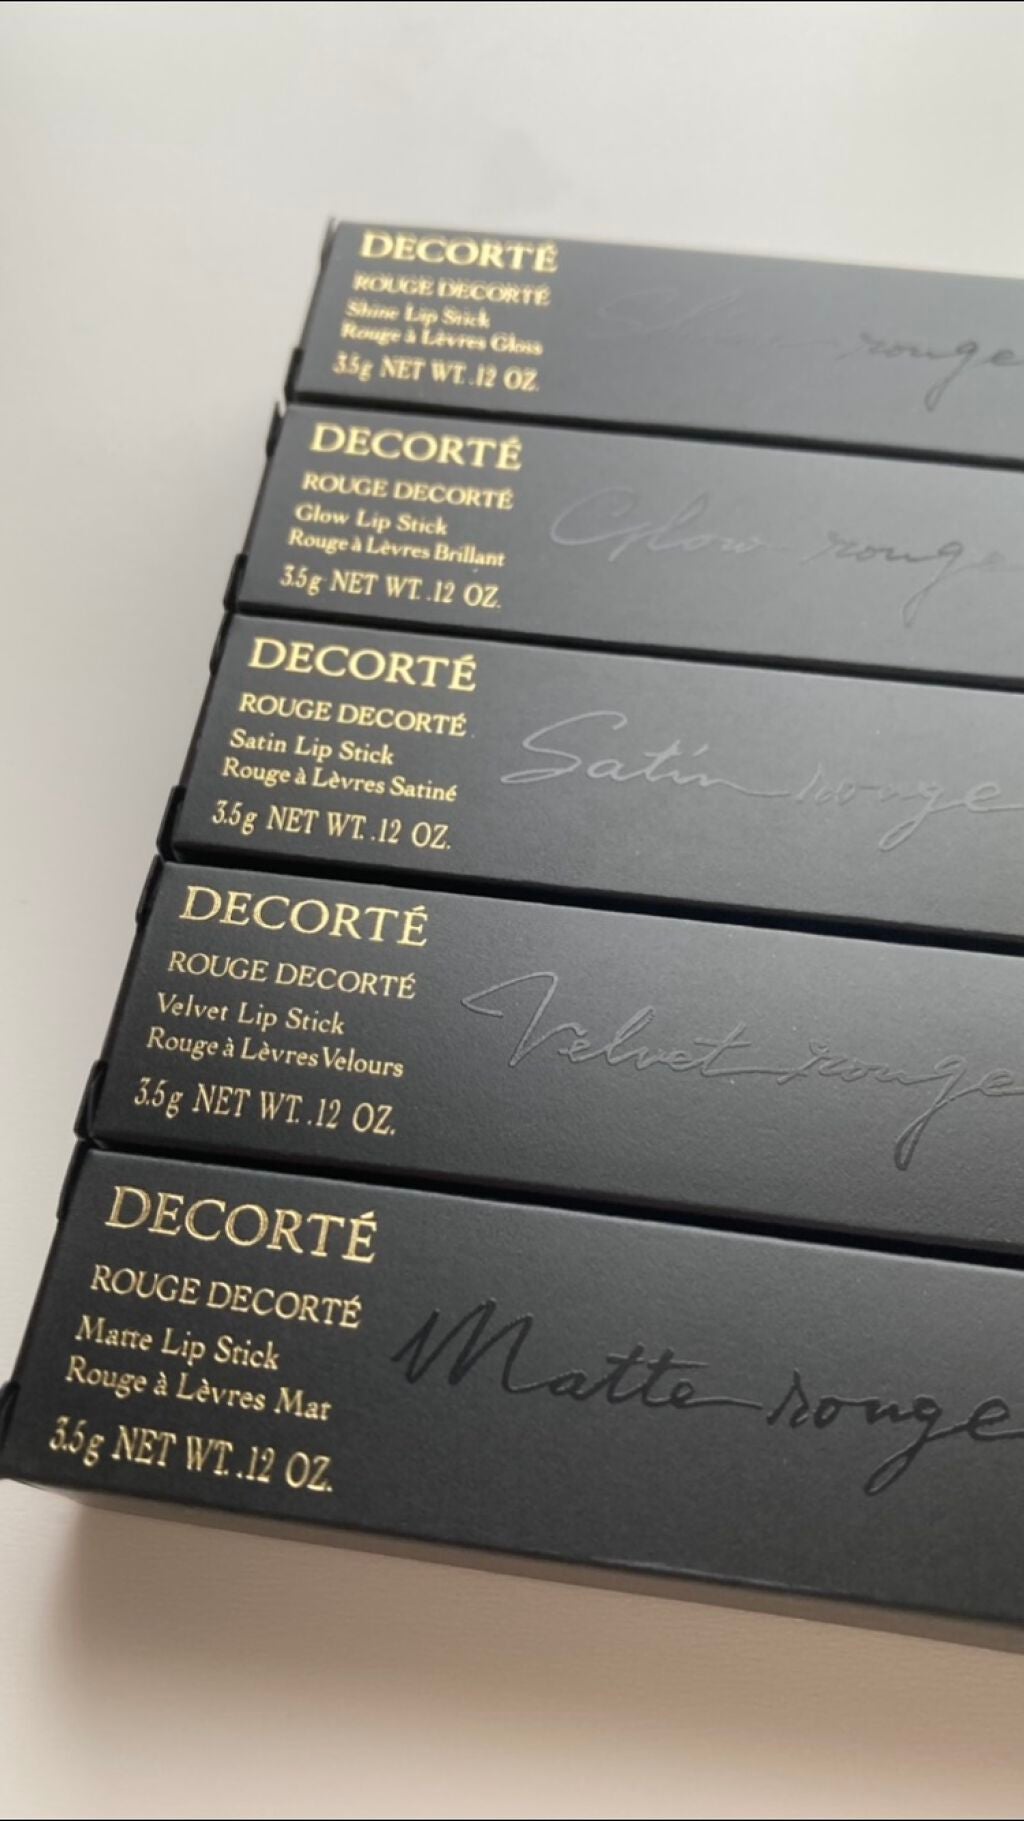 DECORTÉ
ROUGE DECORTÉ
Shine Lip Stick
Rouge à Lèvres Gloss
3.5g NET WT. .12 OZ.
Shine rouge
DECORTÉ
ROUGE DECORTÉ
Glow Lip Stick
Rouge à Lèvres Brillant
3.5g NET WT. .12 OZ.
Glow rouge
DECORTÉ
ROUGE DECORTÉ
Satin Lip Stick
Rouge à Lèvres Satiné
3.5g NET WT. .12 OZ.
Satin rouge
DECORTÉ
ROUGE DECORTÉ
Velvet Lip Stick
Rouge à Lèvres Velours
3.5g NET WT. .12 OZ.
Velvet rouge
DECORTÉ
ROUGE DECORTÉ
Matte Lip Stick
Rouge à Lèvres Mat
3.5g NET WT. .12 OZ.
Matte rouge